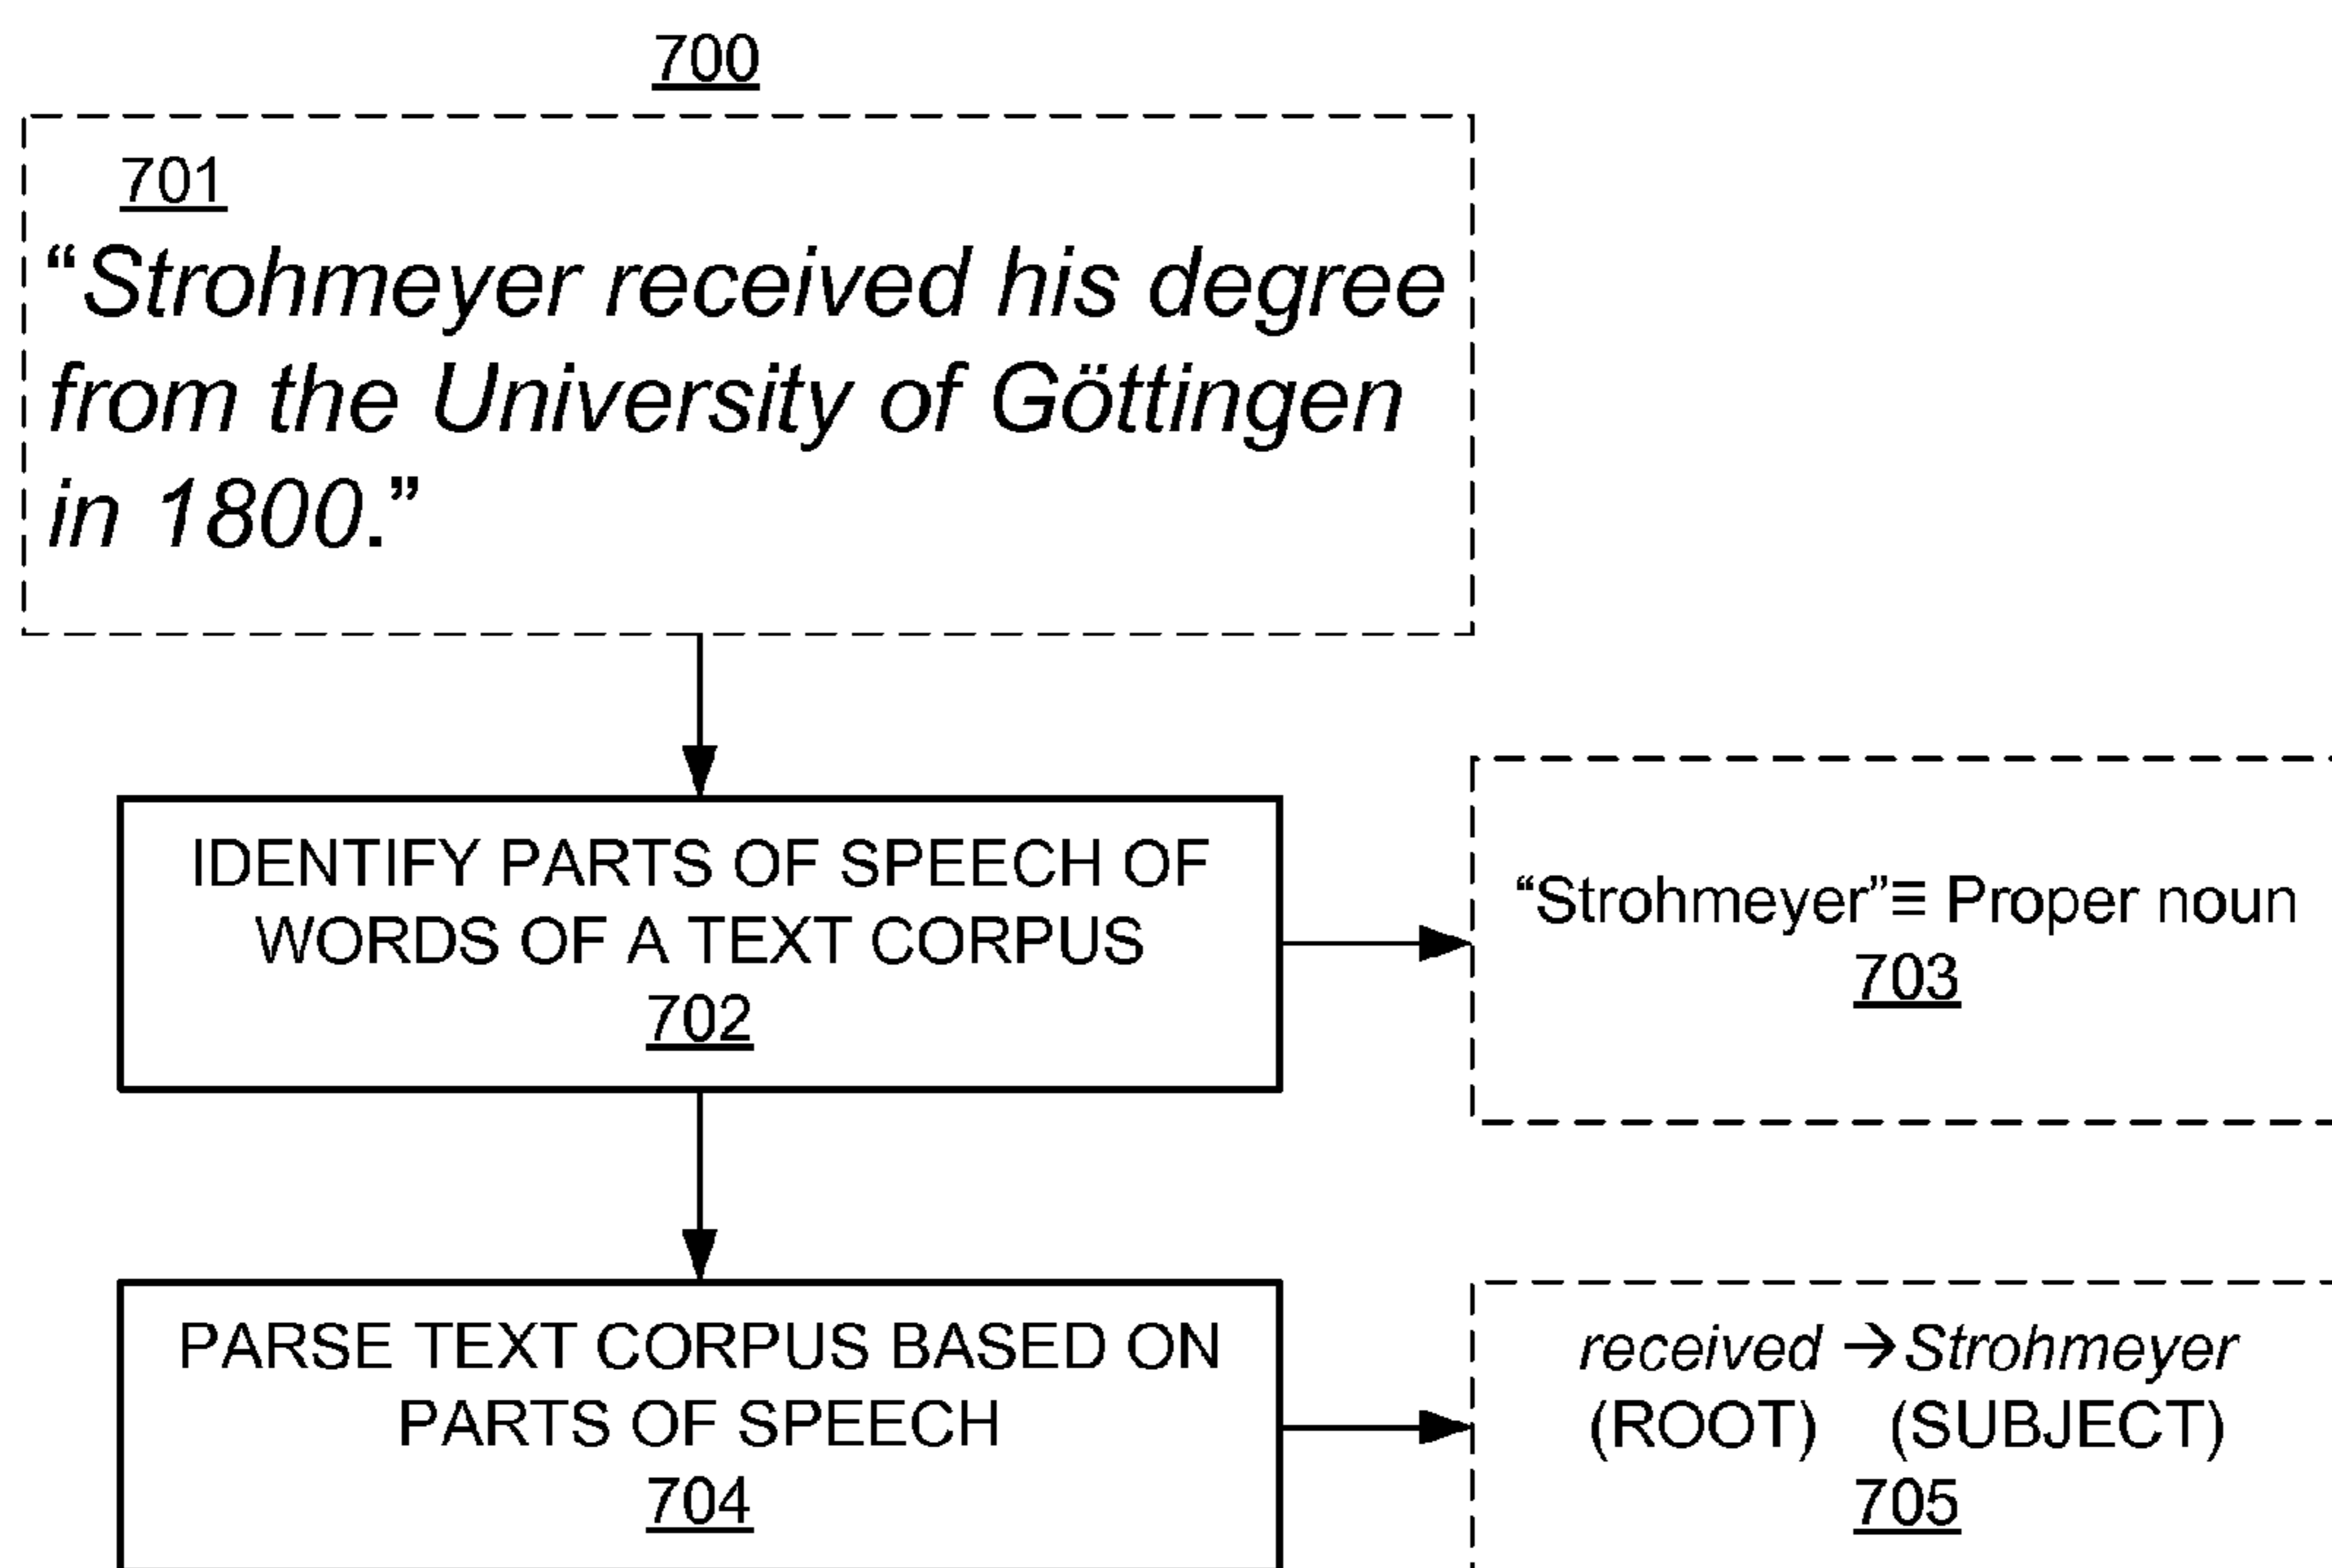 700
701
“Strohmeyer received his degree
from the University of Göttingen
in 1800.”
IDENTIFY PARTS OF SPEECH OF
WORDS OF A TEXT CORPUS
702
“Strohmeyer”≡ Proper noun
703
PARSE TEXT CORPUS BASED ON
PARTS OF SPEECH
704
received → Strohmeyer
(ROOT) (SUBJECT)
705